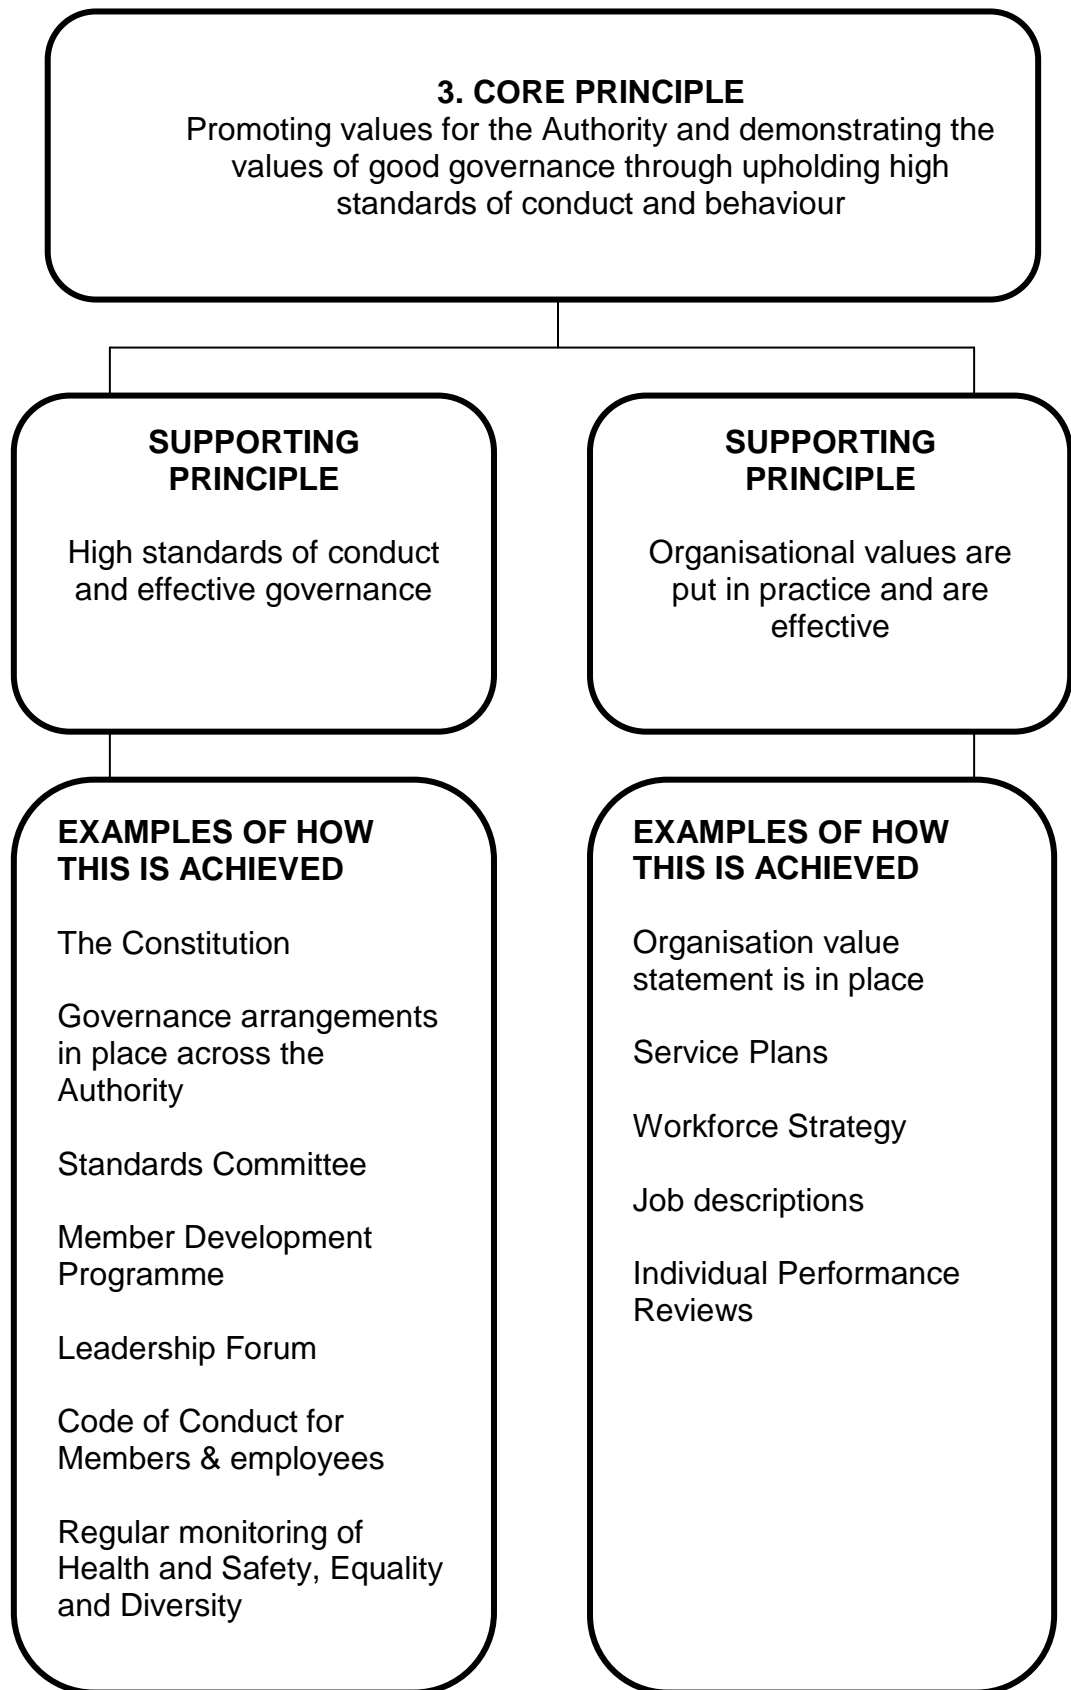 3. CORE PRINCIPLE
Promoting values for the Authority and demonstrating the
values of good governance through upholding high
standards of conduct and behaviour
SUPPORTING
PRINCIPLE
High standards of conduct
and effective governance
SUPPORTING
PRINCIPLE
Organisational values are
put in practice and are
effective
EXAMPLES OF HOW
THIS IS ACHIEVED
The Constitution
Governance arrangements
in place across the
Authority
Standards Committee
Member Development
Programme
Leadership Forum
Code of Conduct for
Members & employees
Regular monitoring of
Health and Safety, Equality
and Diversity
EXAMPLES OF HOW
THIS IS ACHIEVED
Organisation value
statement is in place
Service Plans
Workforce Strategy
Job descriptions
Individual Performance
Reviews